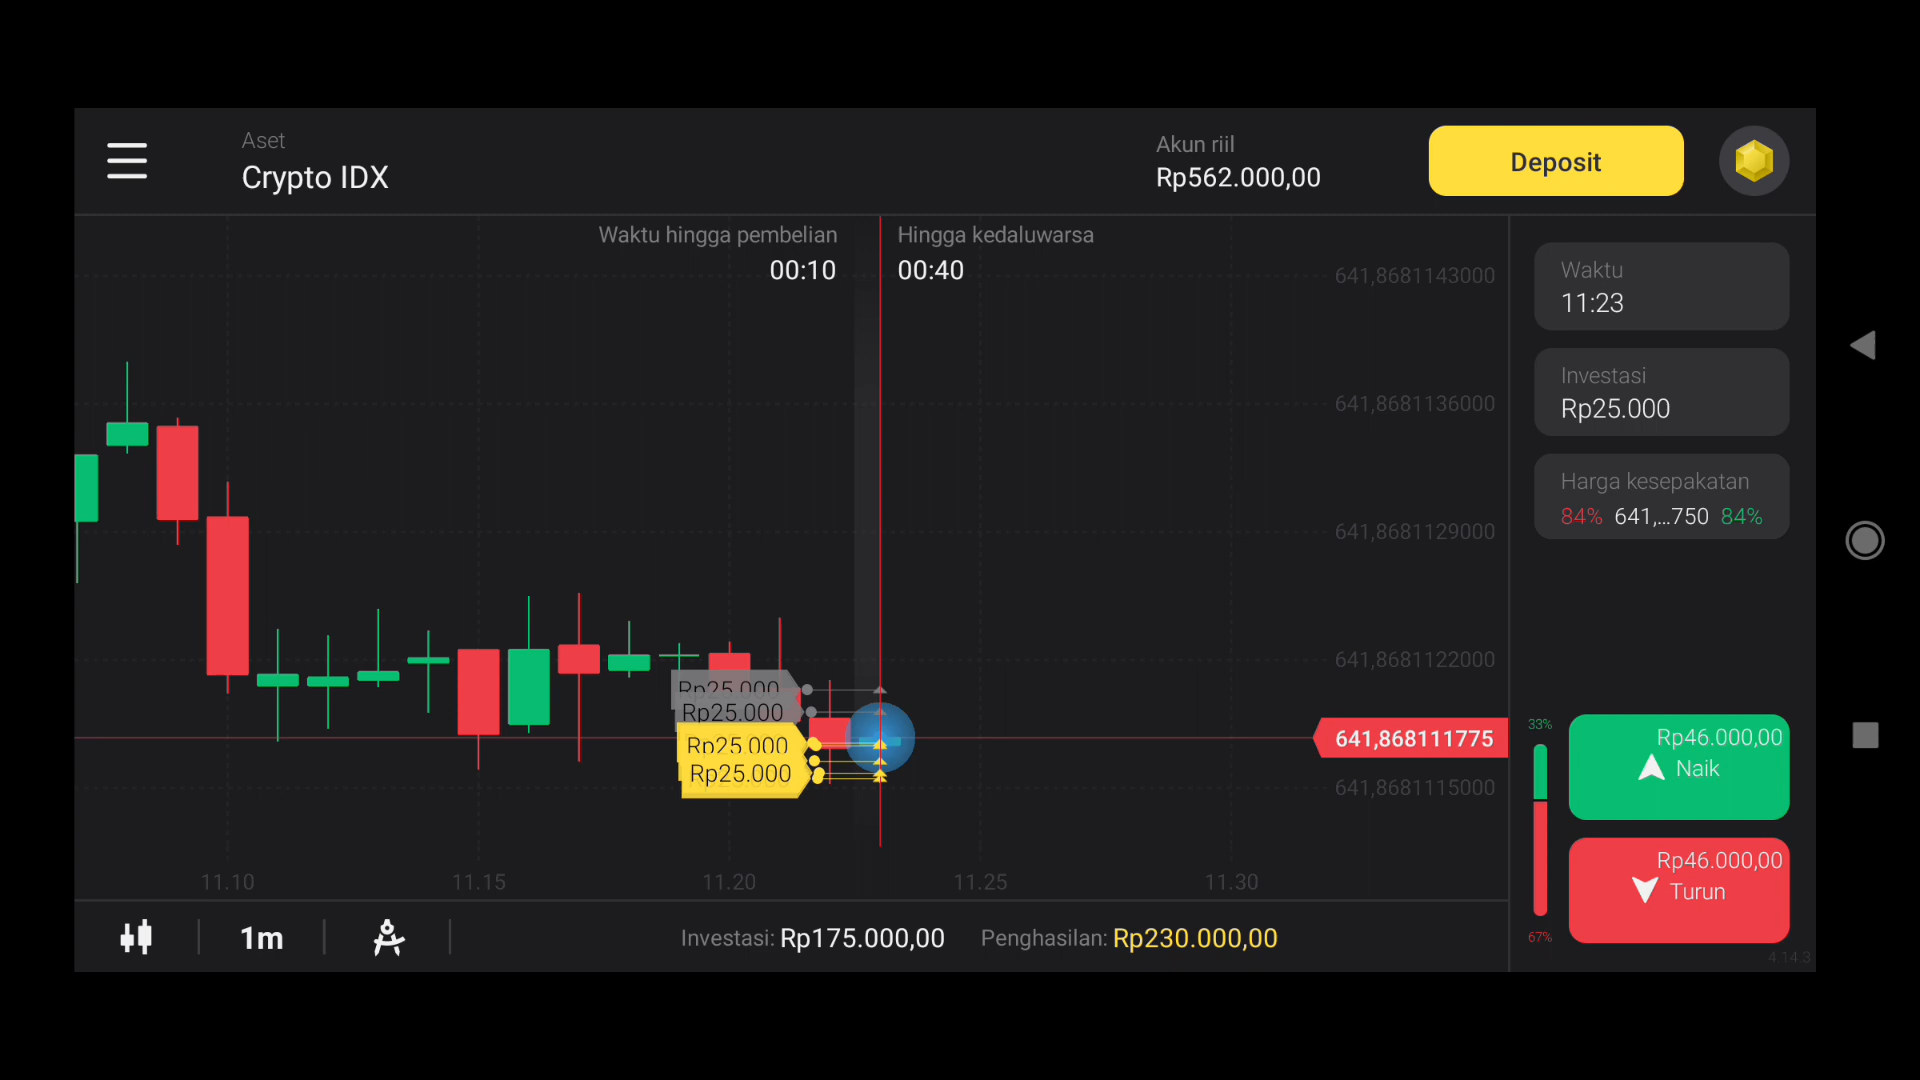 Aset
Crypto IDX
Akun riil
Rp562.000,00
Deposit
Waktu hingga pembelian
00:10
Hingga kedaluwarsa
00:40
641,8681143000
641,8681136000
641,8681129000
641,8681122000
641,868111775
641,8681115000
Rp25.000
Rp25.000
Rp25.000
Rp25.000
11.10
11.15
11.20
11.25
11.30
1m
Investasi: Rp175.000,00
Penghasilan: Rp230.000,00
Waktu
11:23
Investasi
Rp25.000
Harga kesepakatan
84% 641,...750 84%
33%
Rp46.000,00
Naik
Rp46.000,00
Turun
67%
4.14.3